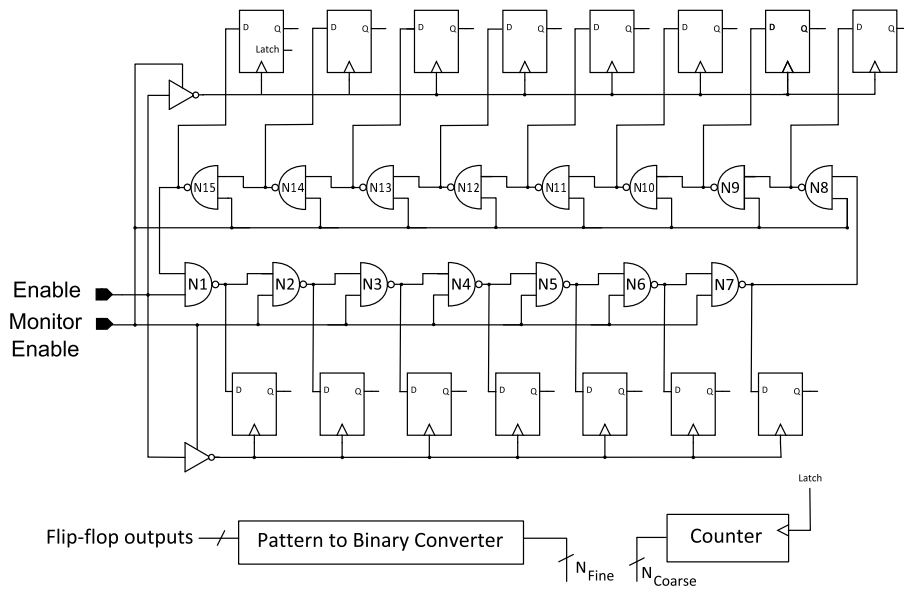 D Q D Q D Q D Q D Q D Q D Q D Q
Latch
N15 N14 N13 N12 N11 N10 N9 N8
N1 N2 N3 N4 N5 N6 N7
Enable
Monitor
Enable
D Q D Q D Q D Q D Q D Q D Q
Latch
Flip-flop outputs
Pattern to Binary Converter
Counter
N Fine
N Coarse